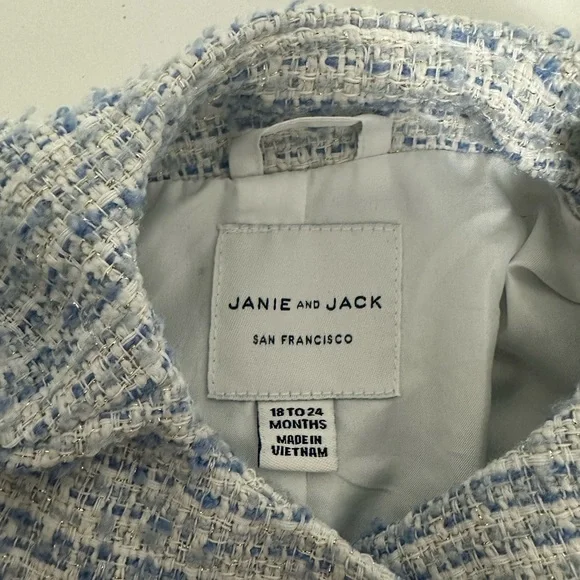 JANIE AND JACK
SAN FRANCISCO
18 TO 24
MONTHS
MADE IN
VIETNAM